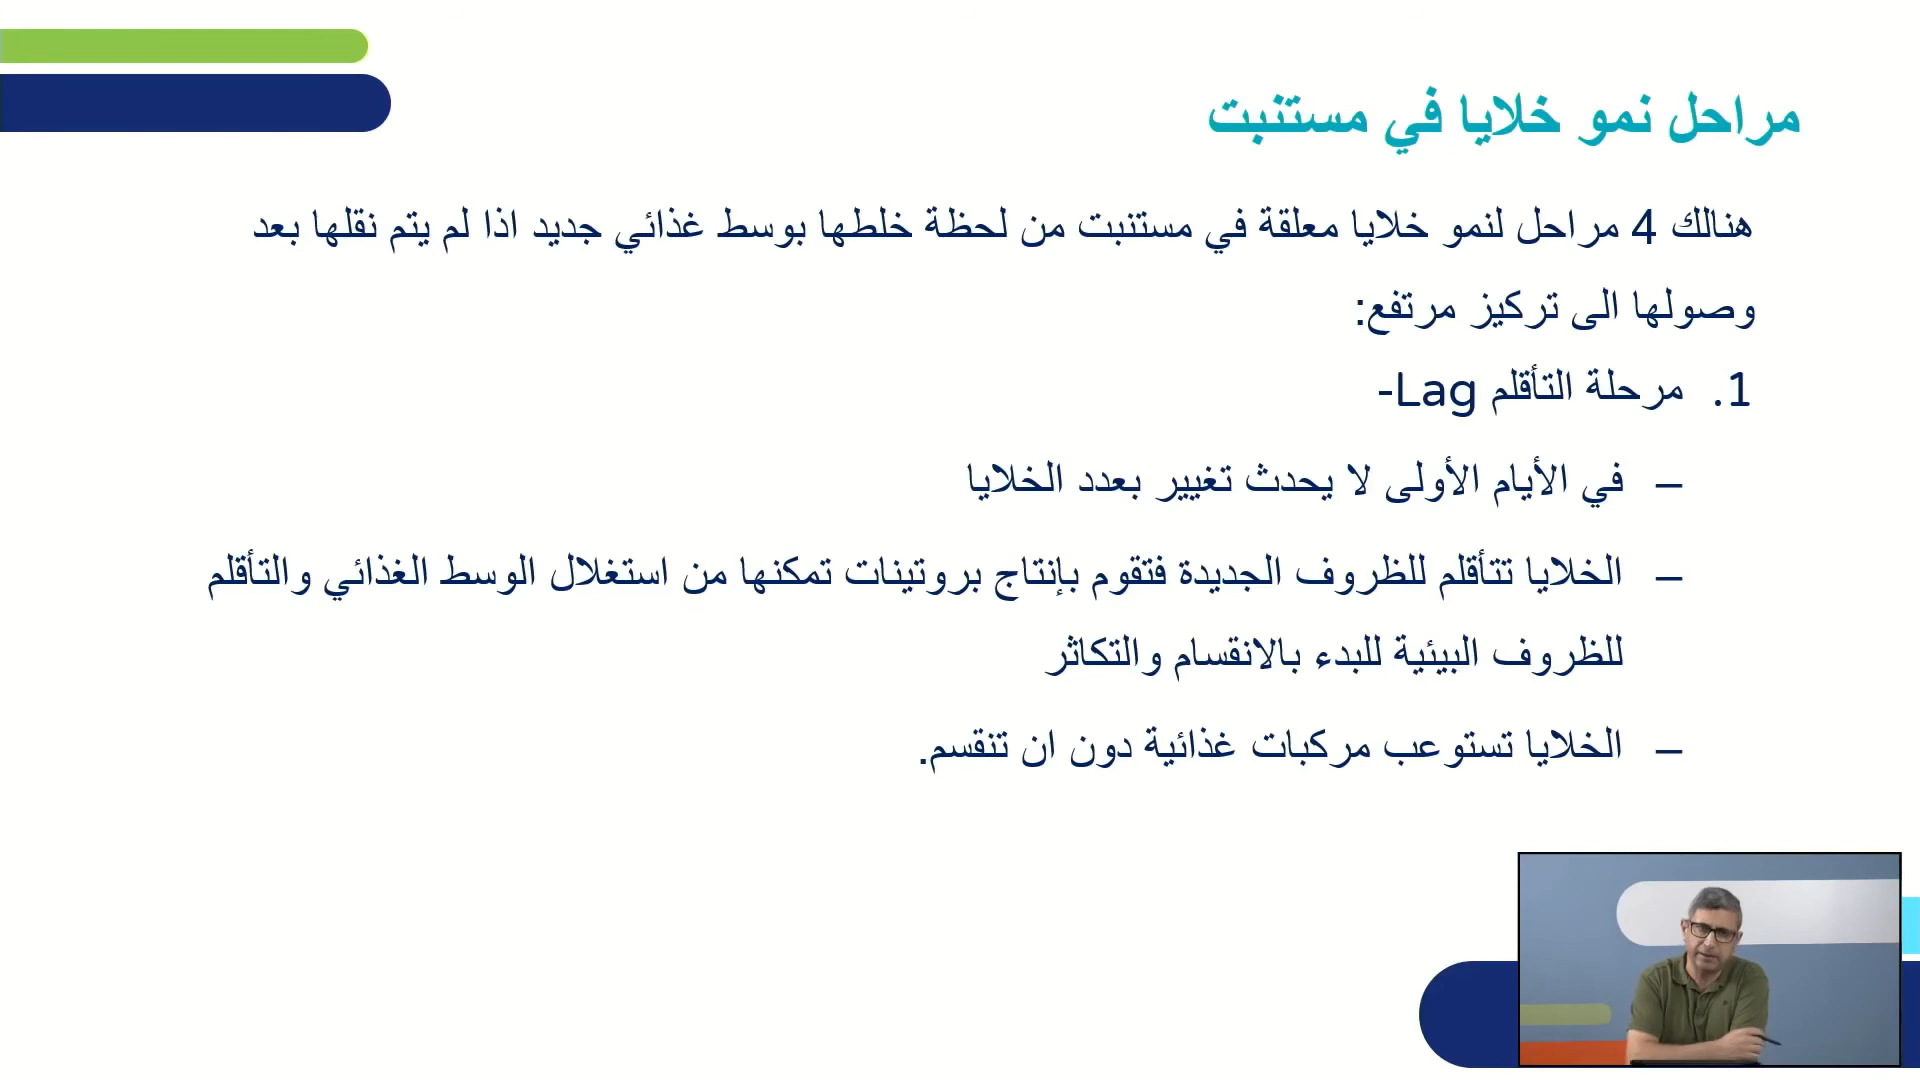 مراحل نمو خلايا في مستنبت
هنالك 4 مراحل لنمو خلايا معلقة في مستنبت من لحظة خلطها بوسط غذائي جديد اذا لم يتم نقلها بعد
وصولها الى تركيز مرتفع:
1. مرحلة التأقلم Lag-
– في الأيام الأولى لا يحدث تغيير بعدد الخلايا
– الخلايا تتأقلم للظروف الجديدة فتقوم بإنتاج بروتينات تمكنها من استغلال الوسط الغذائي والتأقلم
للظروف البيئية للبدء بالانقسام والتكاثر
– الخلايا تستوعب مركبات غذائية دون ان تنقسم.